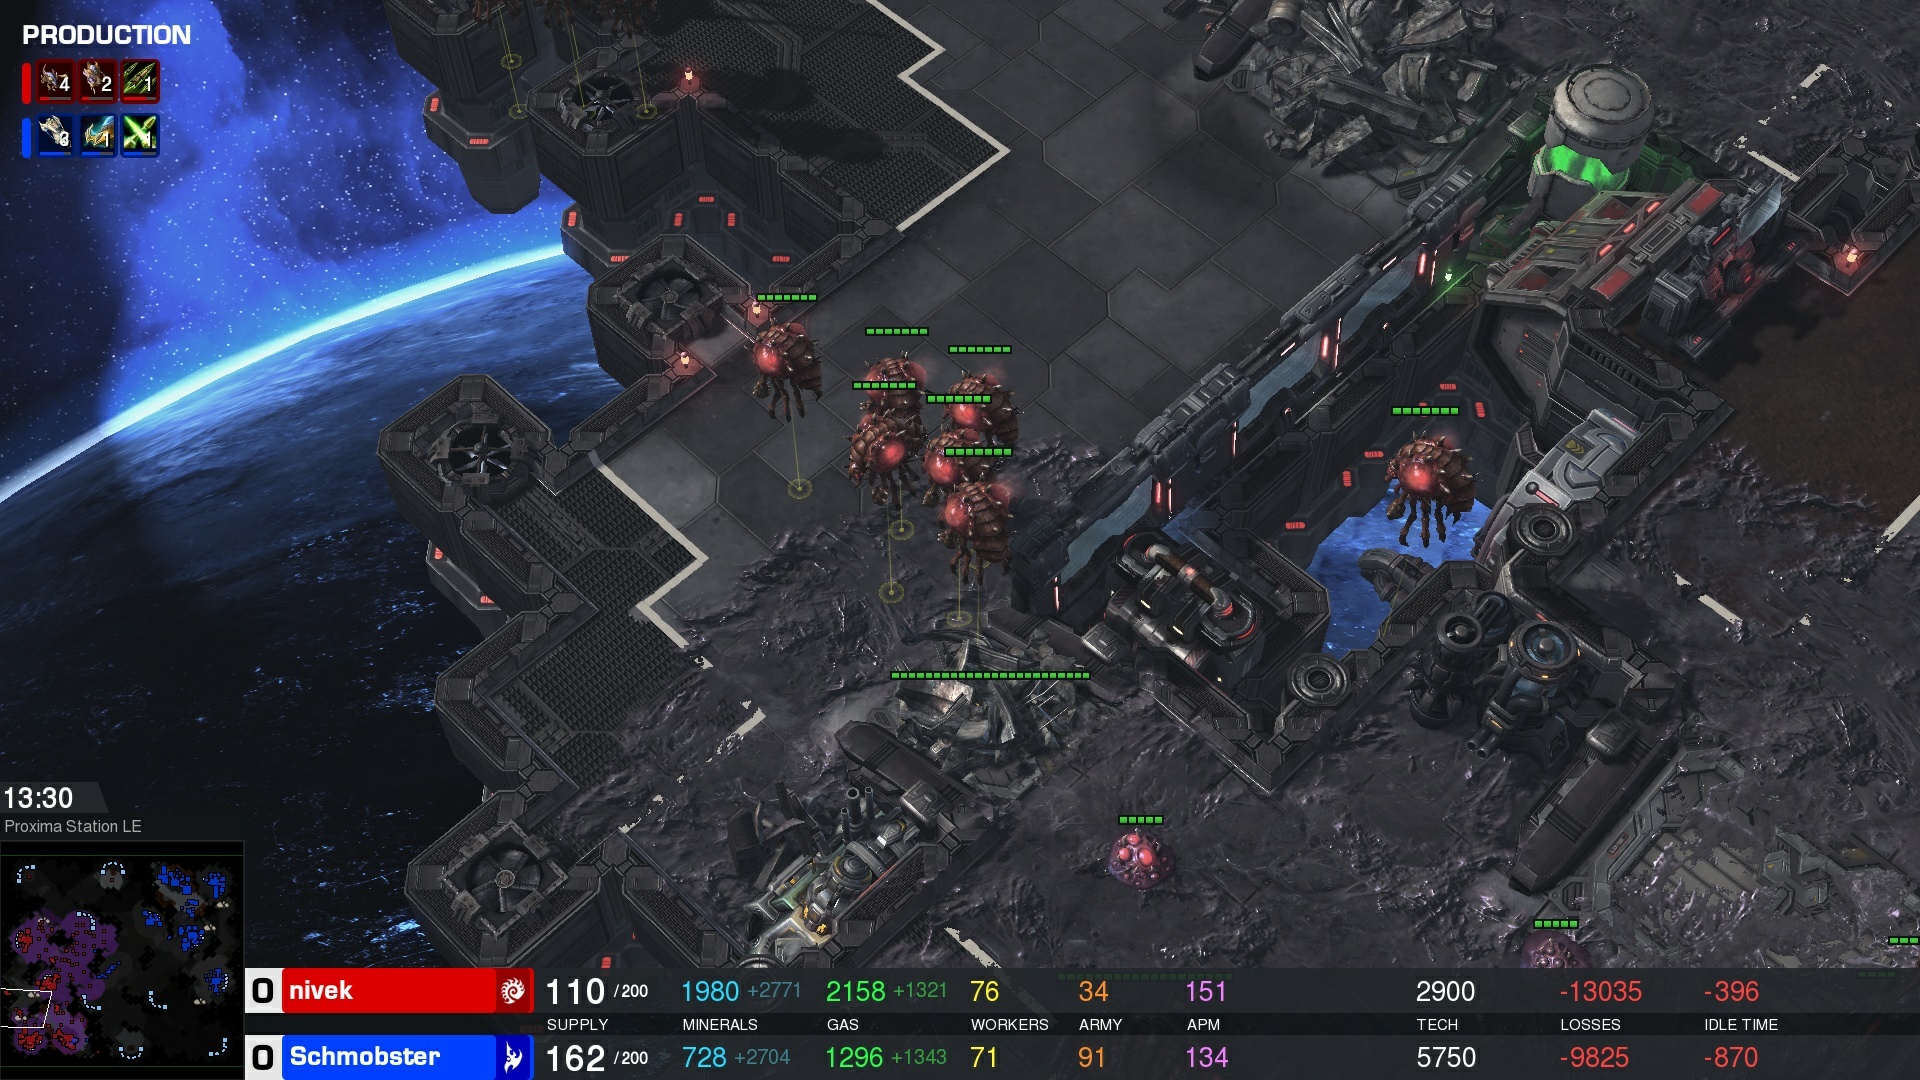 PRODUCTION
4 2 1
8 1 1
13:30
Proxima Station LE
0 nivek 110 /200 1980 +2771 2158 +1321 76 34 151 2900 -13035 -396
SUPPLY MINERALS GAS WORKERS ARMY APM TECH LOSSES IDLE TIME
0 Schmobster 162 /200 728 +2704 1296 +1343 71 91 134 5750 -9825 -870